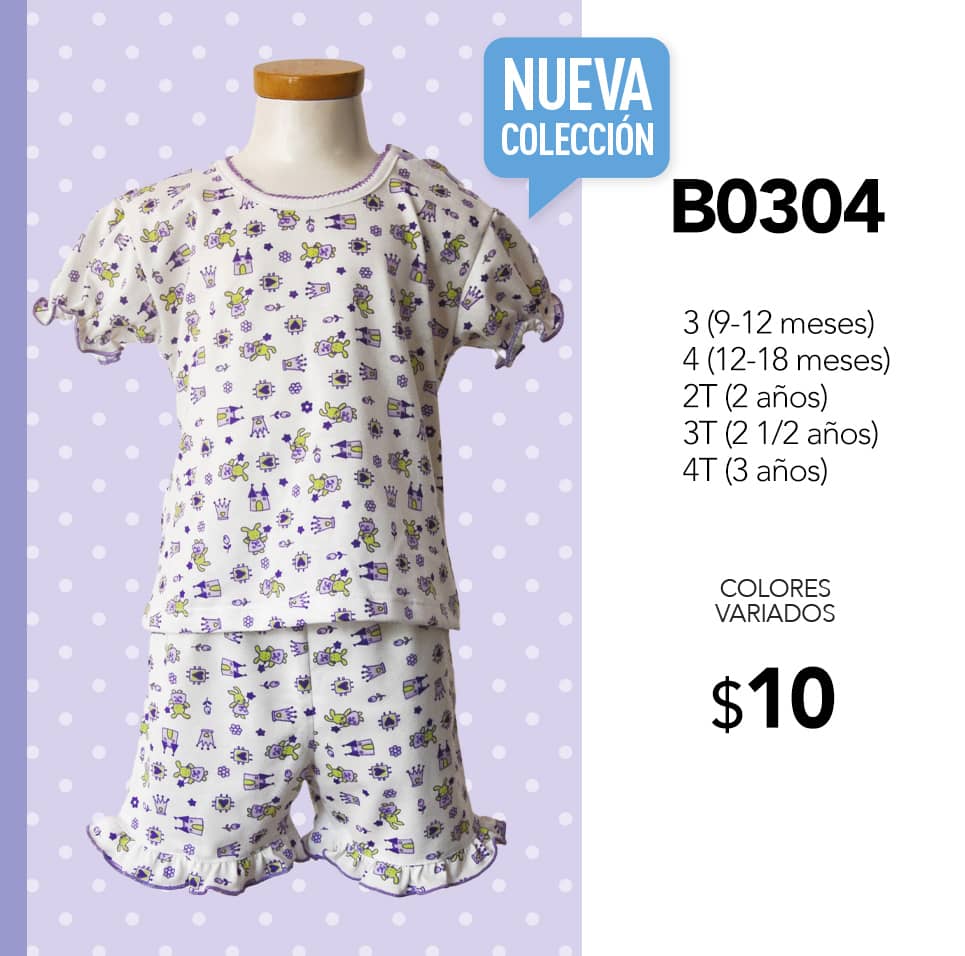 NUEVA
COLECCIÓN
B0304
3 (9-12 meses)
4 (12-18 meses)
2T (2 años)
3T (2 1/2 años)
4T (3 años)
COLORES
VARIADOS
$10